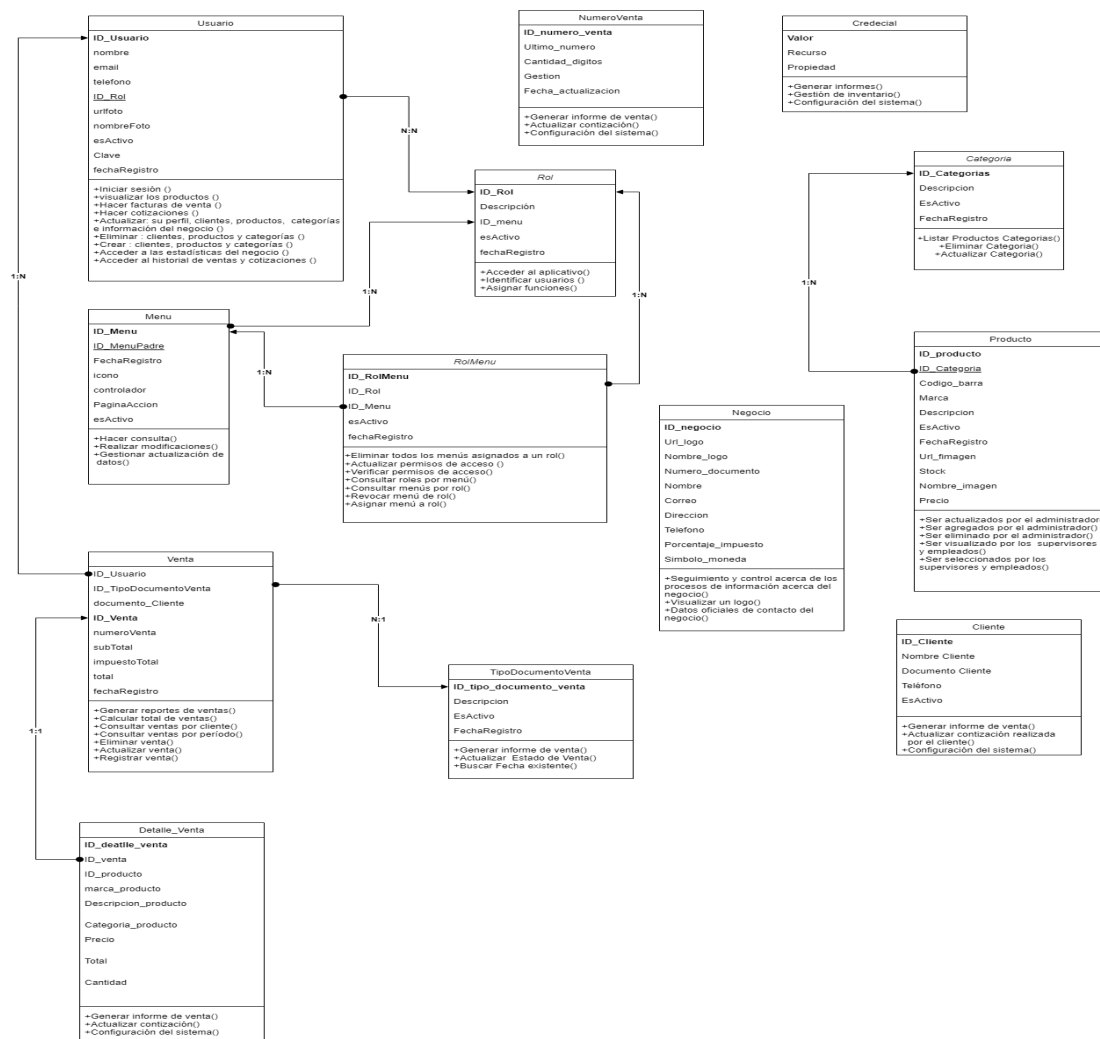 Usuario
ID_Usuario
nombre
email
telefono
ID_Rol
urlfoto
nombreFoto
esActivo
Clave
fechaRegistro
+Iniciar sesión ()
+visualizar los productos ()
+Hacer facturas de venta ()
+Hacer cotizaciones ()
+Actualizar: su perfil, clientes, productos, categorías
e información del negocio ()
+Eliminar : clientes, productos y categorías ()
+Crear : clientes, productos y categorías ()
+Acceder a las estadísticas del negocio ()
+Acceder al historial de ventas y cotizaciones ()
NumeroVenta
ID_numero_venta
Ultimo_numero
Cantidad_digitos
Gestion
Fecha_actualizacion
+Generar informe de venta()
+Actualizar contización()
+Configuración del sistema()
Credecial
Valor
Recurso
Propiedad
+Generar informes()
+Gestión de inventario()
+Configuración del sistema()
N:N
Rol
ID_Rol
Descripción
ID_menu
esActivo
fechaRegistro
+Acceder al aplicativo()
+Identificar usuarios ()
+Asignar funciones()
Categoria
ID_Categorias
Descripcion
EsActivo
FechaRegistro
+Listar Productos Categorias()
+Eliminar Categoría()
+Actualizar Categoría()
1:N
1:N
1:N
1:N
Menu
ID_Menu
ID_MenuPadre
FechaRegistro
icono
controlador
PaginaAccion
esActivo
+Hacer consulta()
+Realizar modificaciones()
+Gestionar actualización de
datos()
1:N
RolMenu
ID_RolMenu
ID_Rol
ID_Menu
esActivo
fechaRegistro
+Eliminar todos los menús asignados a un rol()
+Actualizar permisos de acceso ()
+Verificar permisos de acceso()
+Consultar roles por menú()
+Consultar menús por rol()
+Revocar menú de rol()
+Asignar menú a rol()
Producto
ID_producto
ID_Categoria
Codigo_barra
Marca
Descripcion
EsActivo
FechaRegistro
Url_fimagen
Stock
Nombre_imagen
Precio
+Ser actualizados por el administrador()
+Ser agregados por el administrador()
+Ser eliminado por el administrador()
+Ser visualizado por los supervisores
y empleados()
+Ser seleccionados por los
supervisores y empleados()
Negocio
ID_negocio
Url_logo
Nombre_logo
Numero_documento
Nombre
Correo
Direccion
Telefono
Porcentaje_impuesto
Simbolo_moneda
+Seguimiento y control acerca de los
procesos de información acerca del
negocio()
+Visualizar un logo()
+Datos oficiales de contacto del
negocio()
Venta
ID_Usuario
ID_TipoDocumentoVenta
documento_Cliente
ID_Venta
numeroVenta
subTotal
impuestoTotal
total
fechaRegistro
+Generar reportes de ventas()
+Calcular total de ventas()
+Consultar ventas por cliente()
+Consultar ventas por período()
+Eliminar venta()
+Actualizar venta()
+Registrar venta()
N:1
1:1
TipoDocumentoVenta
ID_tipo_documento_venta
Descripcion
EsActivo
FechaRegistro
+Generar informe de venta()
+Actualizar Estado de Venta()
+Buscar Fecha existente()
Cliente
ID_Cliente
Nombre Cliente
Documento Cliente
Teléfono
EsActivo
+Generar informe de venta()
+Actualizar contización realizada
por el cliente()
+Configuración del sistema()
Detalle_Venta
ID_deatlle_venta
ID_venta
ID_producto
marca_producto
Descripcion_producto
Categoria_producto
Precio
Total
Cantidad
+Generar informe de venta()
+Actualizar contización()
+Configuración del sistema()